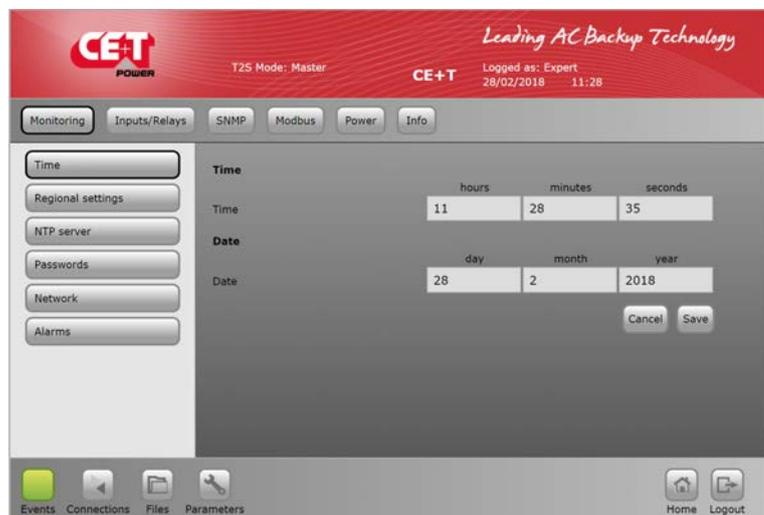 CE+T
POWER
Leading AC Backup Technology
T2S Mode: Master
CE+T
Logged as: Expert
28/02/2018 11:28
Monitoring Inputs/Relays SNMP Modbus Power Info
Time
Regional settings
NTP server
Passwords
Network
Alarms
Time
hours minutes seconds
Time 11 28 35
Date
day month year
Date 28 2 2018
Cancel Save
Events Connections Files Parameters Home Logout